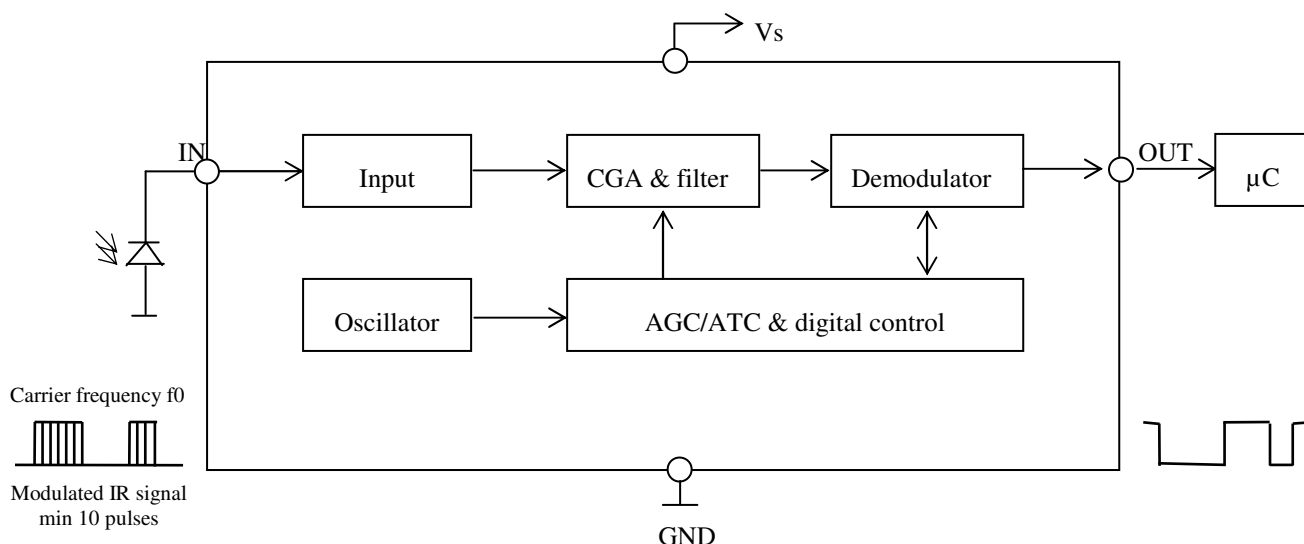 Vs
IN
OUT
Input
CGA & filter
Demodulator
µC
Oscillator
AGC/ATC & digital control
Carrier frequency f0
Modulated IR signal
min 10 pulses
GND